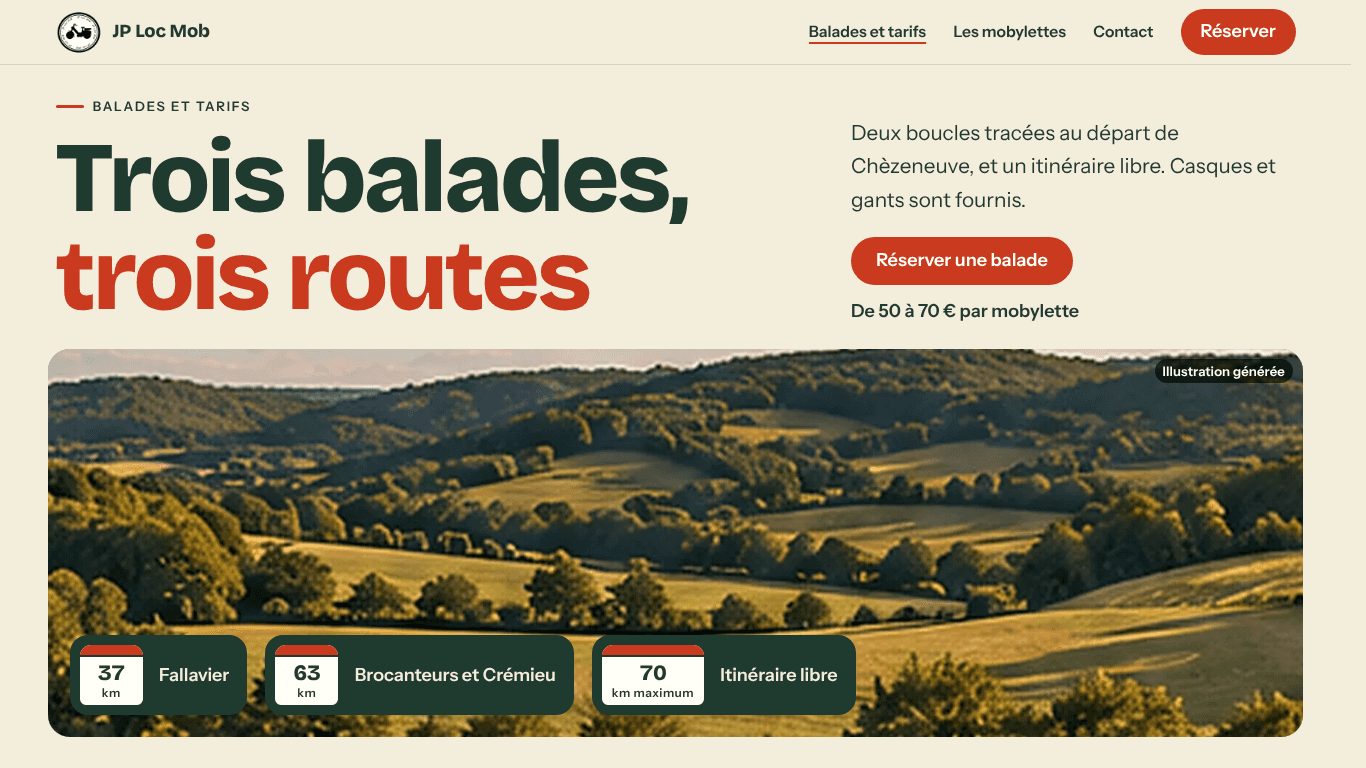 JP Loc Mob
Balades et tarifs
Les mobylettes
Contact
Réserver
BALADES ET TARIFS
Trois balades,
trois routes
Deux boucles tracées au départ de
Chèzeneuve, et un itinéraire libre. Casques et
gants sont fournis.
Réserver une balade
De 50 à 70 € par mobylette
Illustration générée
37
km
Fallavier
63
km
Brocanteurs et Crémieu
70
km maximum
Itinéraire libre